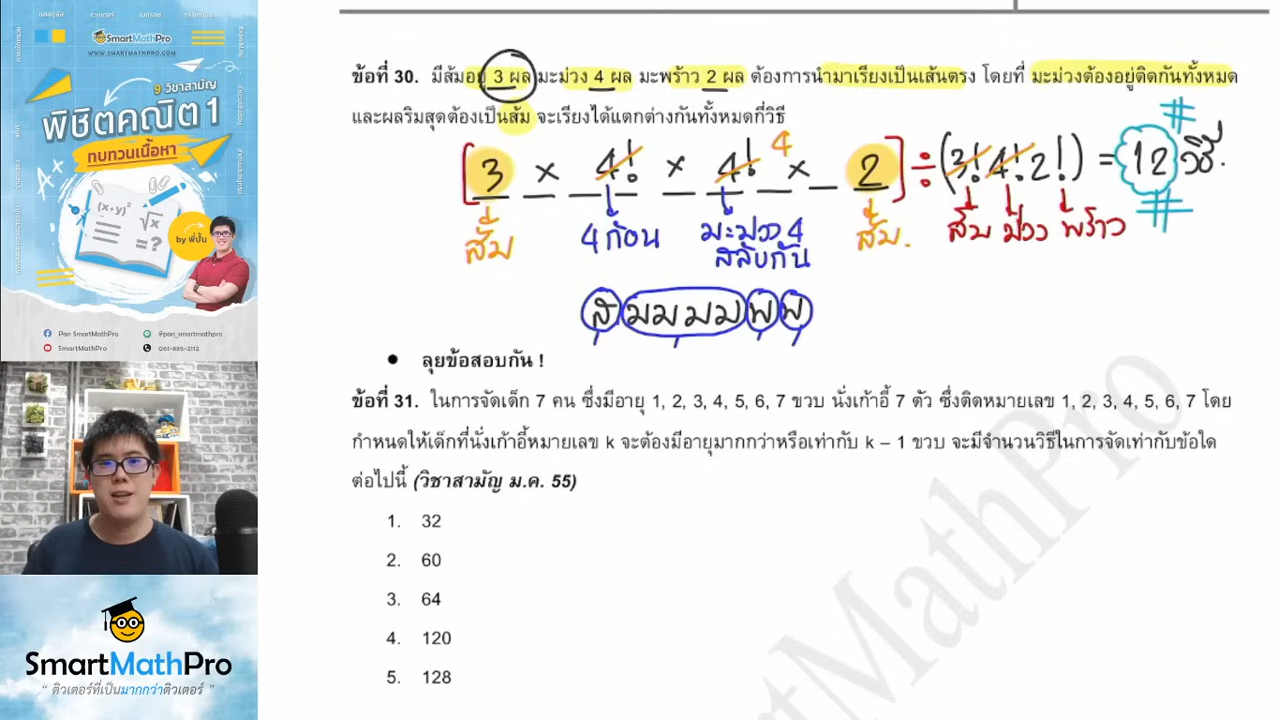 SmartMathPro
WWW.SMARTMATHPRO.COM
9 วิชาสามัญ
พิชิตคณิต 1
ทบทวนเนื้อหา
(x+y)²
√x
=?
by พี่ปั้น
Pan SmartMathPro
@pan_smartmathpro
SmartMathPro
061-835-2112
SmartMathPro
“ ติวเตอร์ที่เป็นมากกว่าติวเตอร์ ”
ข้อที่ 30. มีส้มอยู่ 3 ผล มะม่วง 4 ผล มะพร้าว 2 ผล ต้องการนำมาเรียงเป็นเส้นตรง โดยที่ มะม่วงต้องอยู่ติดกันทั้งหมด
และผลริมสุดต้องเป็นส้ม จะเรียงได้แตกต่างกันทั้งหมดกี่วิธี
[3 × 4! × 4! 4 × 2] ÷ (3! 4! 2!) = 12 วิธี.
ส้ม 4 ก้อน มะม่วง 4 ส้ม. ส้ม ม่วง พร้าว
สลับกัน
ส ม ม ม ม พ พ
• ลุยข้อสอบกัน !
ข้อที่ 31. ในการจัดเด็ก 7 คน ซึ่งมีอายุ 1, 2, 3, 4, 5, 6, 7 ขวบ นั่งเก้าอี้ 7 ตัว ซึ่งติดหมายเลข 1, 2, 3, 4, 5, 6, 7 โดย
กำหนดให้เด็กที่นั่งเก้าอี้หมายเลข k จะต้องมีอายุมากกว่าหรือเท่ากับ k – 1 ขวบ จะมีจำนวนวิธีในการจัดเท่ากับข้อใด
ต่อไปนี้ (วิชาสามัญ ม.ค. 55)
1. 32
2. 60
3. 64
4. 120
5. 128
SmartMathPro